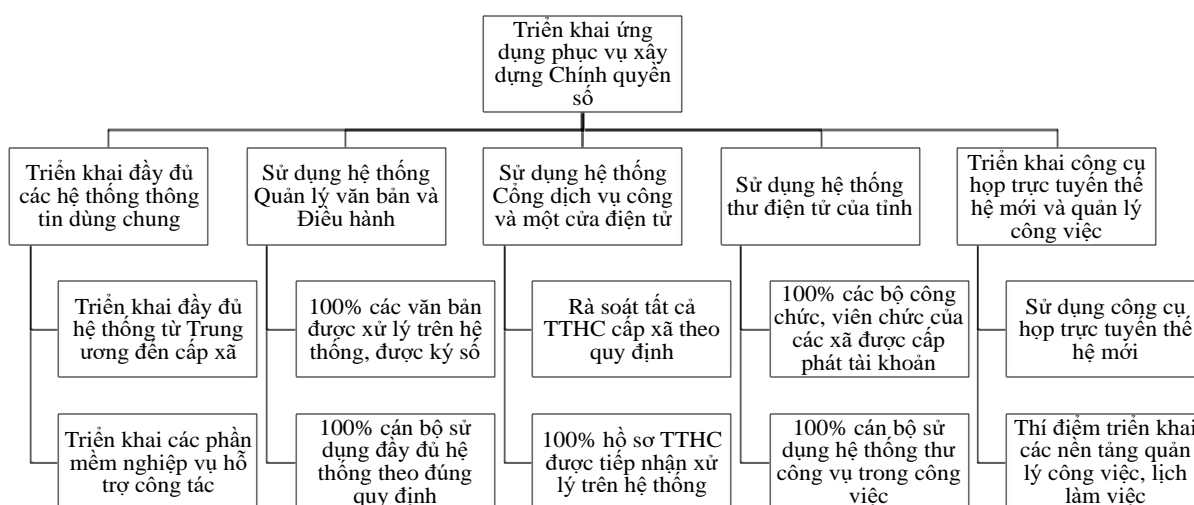 Triển khai ứng
dụng phục vụ xây
dựng Chính quyền
số
Triển khai đầy đủ
các hệ thống thông
tin dùng chung
Sử dụng hệ thống
Quản lý văn bản và
Điều hành
Sử dụng hệ thống
Cổng dịch vụ công
và một cửa điện tử
Sử dụng hệ thống
thư điện tử của tỉnh
Triển khai công cụ
họp trực tuyến thế
hệ mới và quản lý
công việc
Triển khai đầy đủ
hệ thống từ Trung
ương đến cấp xã
100% các văn bản
được xử lý trên hệ
thống, được ký số
Rà soát tất cả
TTHC cấp xã theo
quy định
100% các bộ công
chức, viên chức của
các xã được cấp
phát tài khoản
Sử dụng công cụ
họp trực tuyến thế
hệ mới
Triển khai các phần
mềm nghiệp vụ hỗ
trợ công tác
100% cán bộ sử
dụng đầy đủ hệ
thống theo đúng
quy định
100% hồ sơ TTHC
được tiếp nhận xử
lý trên hệ thống
100% cán bộ sử
dụng hệ thống thư
công vụ trong công
việc
Thí điểm triển khai
các nền tảng quản
lý công việc, lịch
làm việc